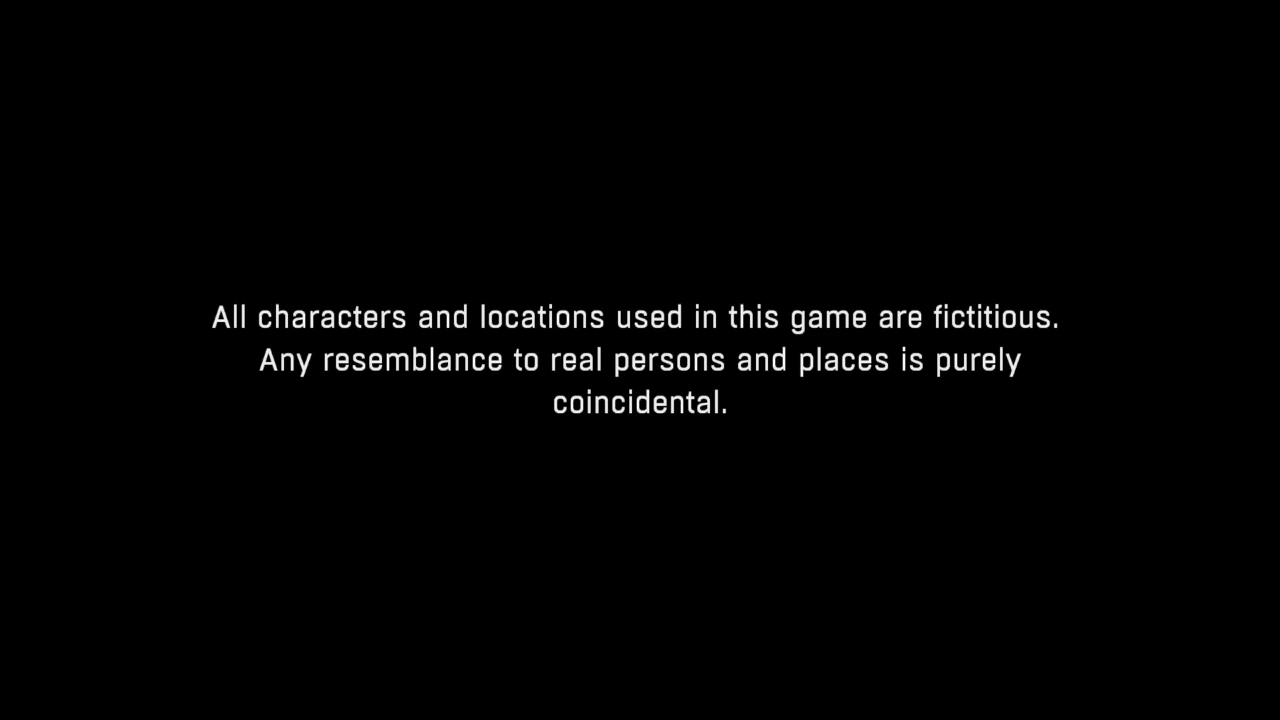 All characters and locations used in this game are fictitious.
Any resemblance to real persons and places is purely
coincidental.